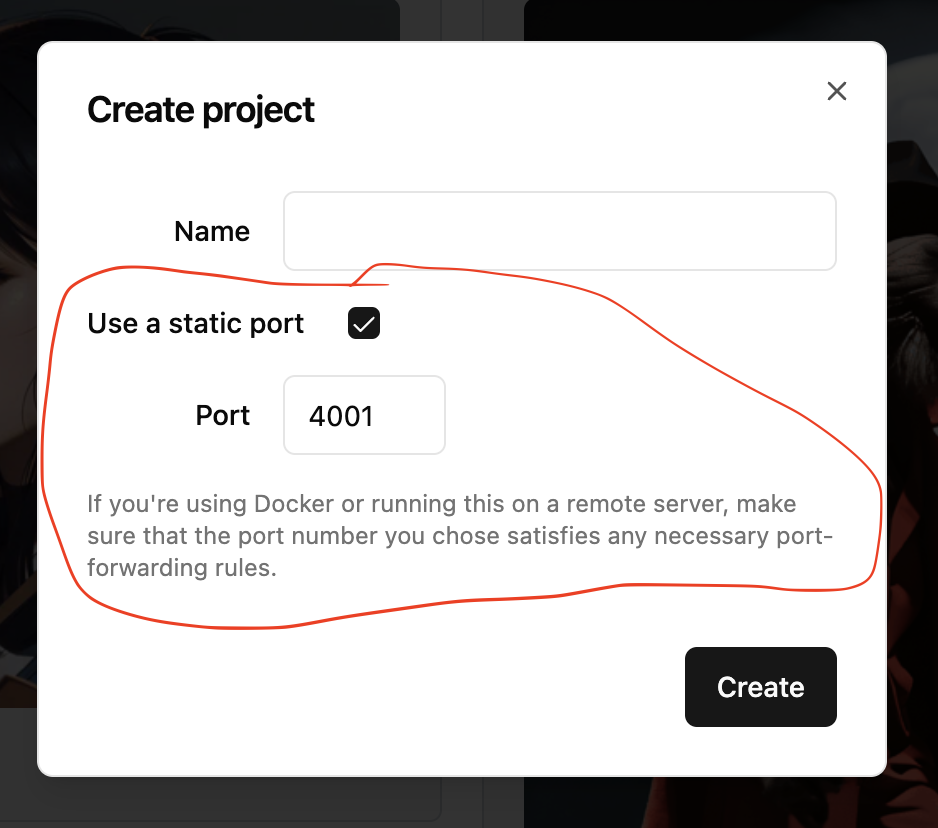 Create project
Name
Use a static port
Port 4001
If you're using Docker or running this on a remote server, make
sure that the port number you chose satisfies any necessary port-
forwarding rules.
Create